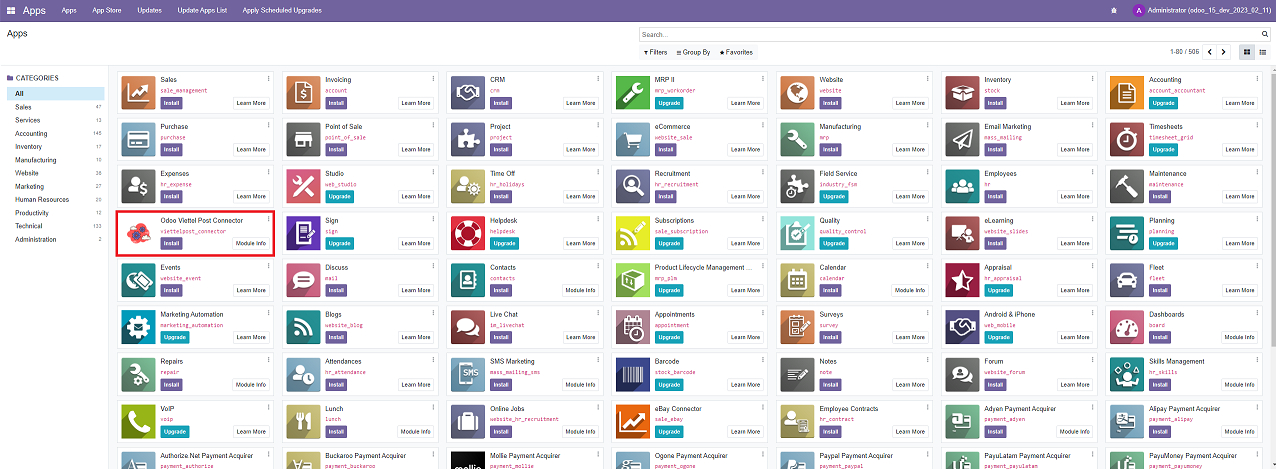 Apps
Apps
App Store
Updates
Update Apps List
Apply Scheduled Upgrades
A
Administrator (odoo_15_dev_2023_02_11)
Apps
Search...
Filters
Group By
Favorites
1-80 / 506
CATEGORIES
All
Sales 47
Services 13
Accounting 145
Inventory 17
Manufacturing 10
Website 38
Marketing 27
Human Resources 20
Productivity 12
Technical 133
Administration 2
Sales
sale_management
Install
Learn More
Invoicing
account
Install
Learn More
CRM
crm
Install
Learn More
MRP II
mrp_workorder
Upgrade
Learn More
Website
website
Install
Learn More
Inventory
stock
Install
Learn More
Accounting
account_accountant
Upgrade
Learn More
Purchase
purchase
Install
Learn More
Point of Sale
point_of_sale
Install
Learn More
Project
project
Install
Learn More
eCommerce
website_sale
Install
Learn More
Manufacturing
mrp
Install
Learn More
Email Marketing
mass_mailing
Install
Learn More
Timesheets
timesheet_grid
Upgrade
Learn More
Expenses
hr_expense
Install
Learn More
Studio
web_studio
Upgrade
Learn More
Time Off
hr_holidays
Install
Learn More
Recruitment
hr_recruitment
Install
Learn More
Field Service
industry_fsm
Upgrade
Learn More
Employees
hr
Install
Learn More
Maintenance
maintenance
Install
Learn More
Odoo Viettel Post Connector
viettelpost_connector
Install
Module Info
Sign
sign
Upgrade
Learn More
Helpdesk
helpdesk
Upgrade
Learn More
Subscriptions
sale_subscription
Upgrade
Learn More
Quality
quality_control
Upgrade
Learn More
eLearning
website_slides
Install
Learn More
Planning
planning
Upgrade
Learn More
Events
website_event
Install
Learn More
Discuss
mail
Install
Learn More
Contacts
contacts
Install
Module Info
Product Lifecycle Management ...
mrp_plm
Upgrade
Learn More
Calendar
calendar
Install
Module Info
Appraisal
hr_appraisal
Upgrade
Learn More
Fleet
fleet
Install
Learn More
Marketing Automation
marketing_automation
Upgrade
Learn More
Blogs
website_blog
Install
Learn More
Live Chat
im_livechat
Install
Learn More
Appointments
appointment
Upgrade
Learn More
Surveys
survey
Install
Learn More
Android & iPhone
web_mobile
Upgrade
Learn More
Dashboards
board
Install
Module Info
Repairs
repair
Install
Module Info
Attendances
hr_attendance
Install
Learn More
SMS
SMS Marketing
mass_mailing_sms
Install
Module Info
Barcode
stock_barcode
Upgrade
Learn More
Notes
note
Install
Learn More
Forum
website_forum
Install
Learn More
Skills Management
hr_skills
Install
Module Info
VoIP
voip
Upgrade
Learn More
Lunch
lunch
Install
Module Info
Online Jobs
website_hr_recruitment
Install
Module Info
eBay Connector
sale_ebay
Upgrade
Learn More
Employee Contracts
hr_contract
Install
Learn More
Adyen Payment Acquirer
payment_adyen
Install
Module Info
Alipay Payment Acquirer
payment_alipay
Install
Module Info
Authorize.Net Payment Acquirer
payment_authorize
Buckaroo Payment Acquirer
payment_buckaroo
mollie
Mollie Payment Acquirer
payment_mollie
Ogone Payment Acquirer
payment_ogone
Paypal Payment Acquirer
payment_paypal
PayuLatam Payment Acquirer
payment_payulatam
PayuMoney Payment Acquirer
payment_payumoney